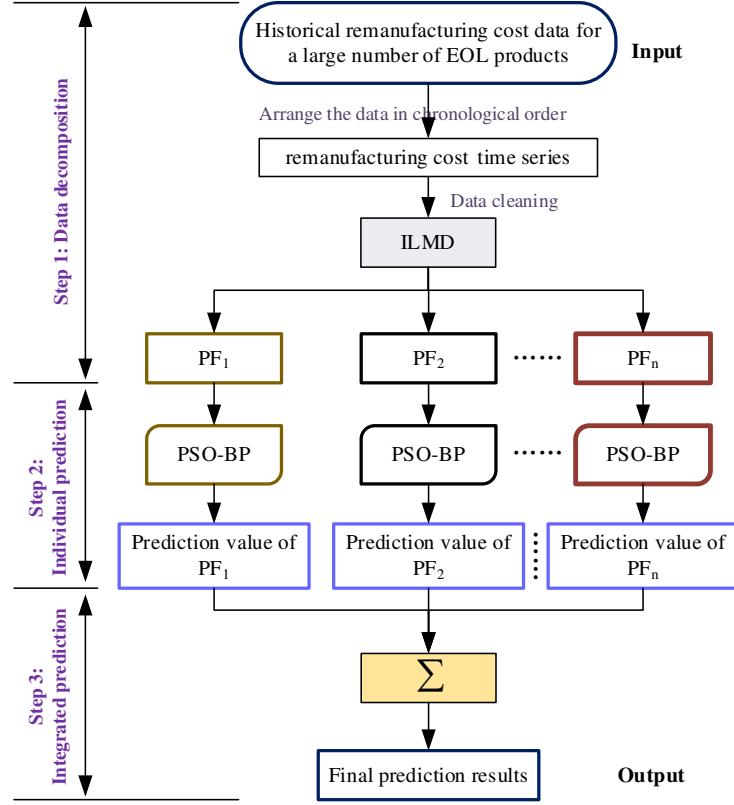 Historical remanufacturing cost data for
a large number of EOL products
Input
Arrange the data in chronological order
remanufacturing cost time series
Data cleaning
ILMD
Step 1: Data decomposition
PF₁
PF₂
……
PFₙ
Step 2:
Individual prediction
PSO-BP
PSO-BP
……
PSO-BP
Prediction value of
PF₁
Prediction value of
PF₂
……
Prediction value of
PFₙ
Step 3:
Integrated prediction
∑
Final prediction results
Output